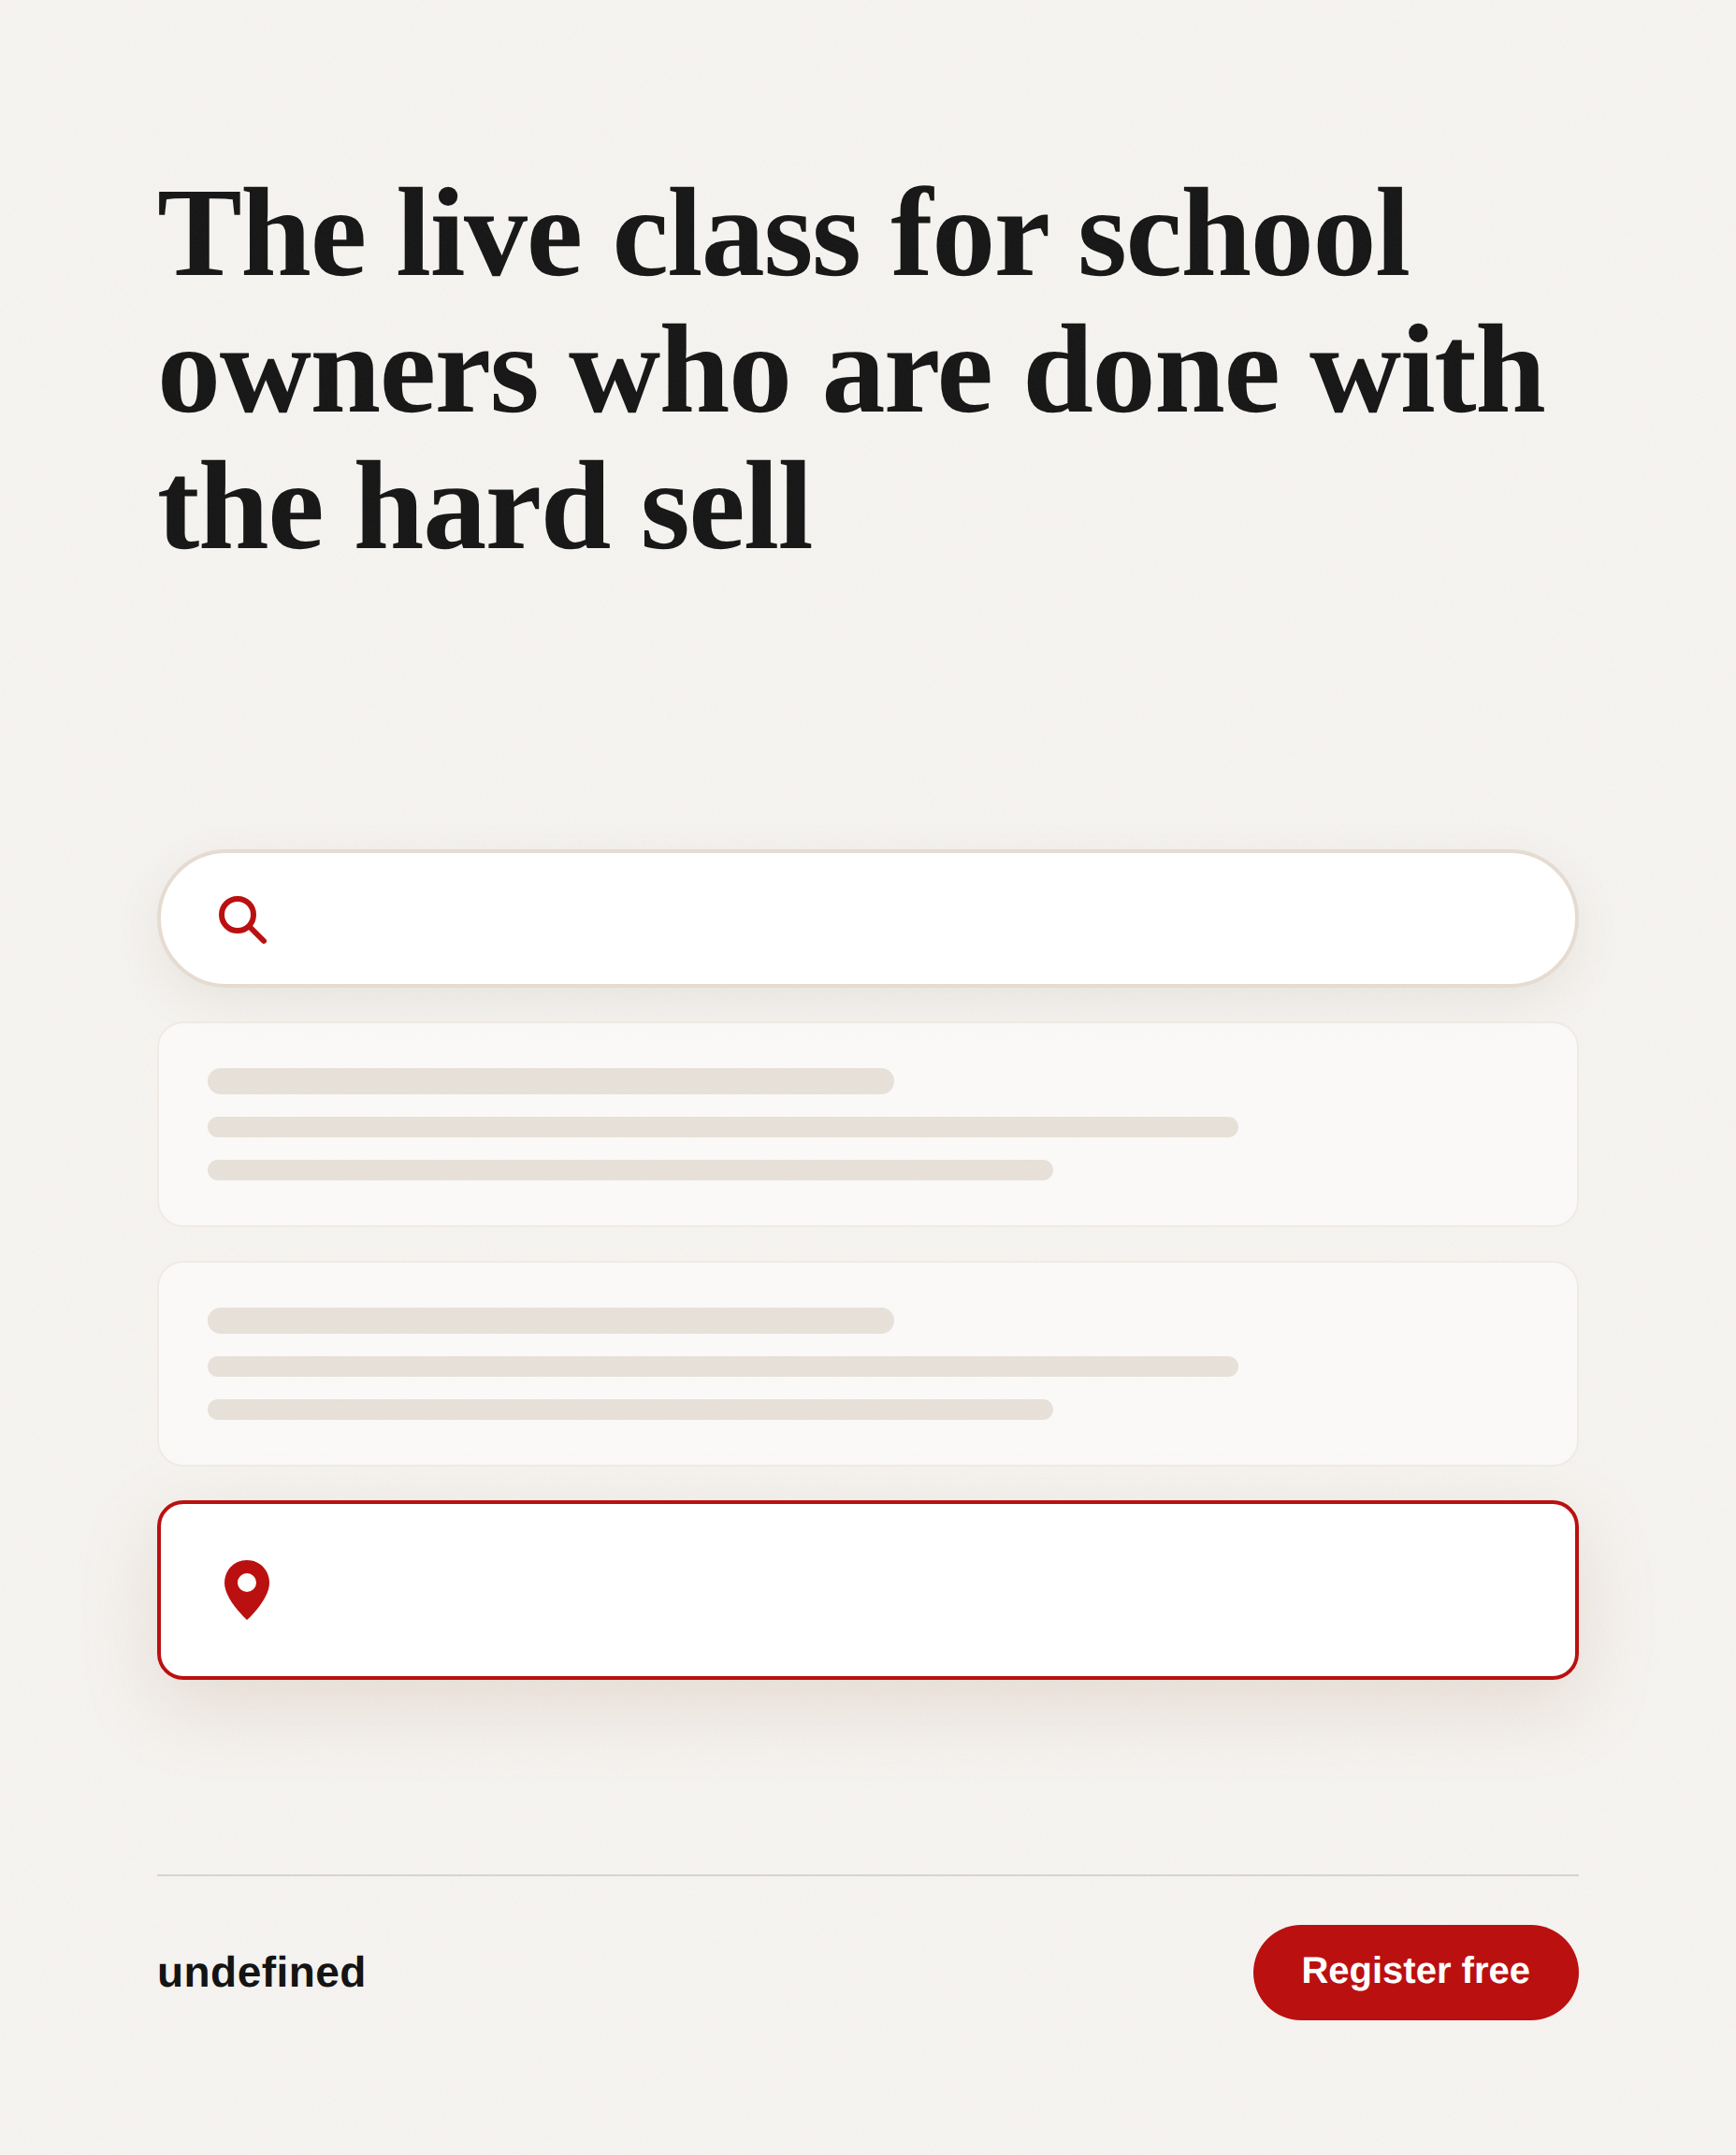 The live class for school
owners who are done with
the hard sell
undefined
Register free